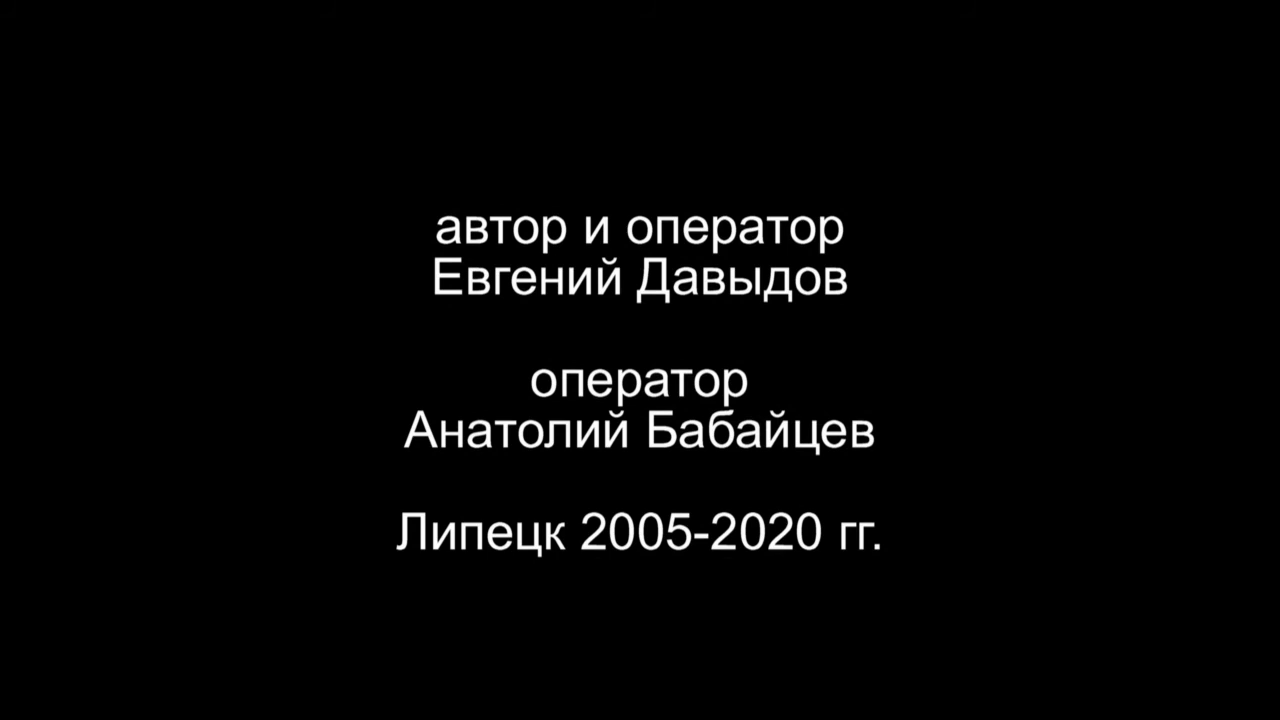 автор и оператор
Евгений Давыдов
оператор
Анатолий Бабайцев
Липецк 2005-2020 гг.